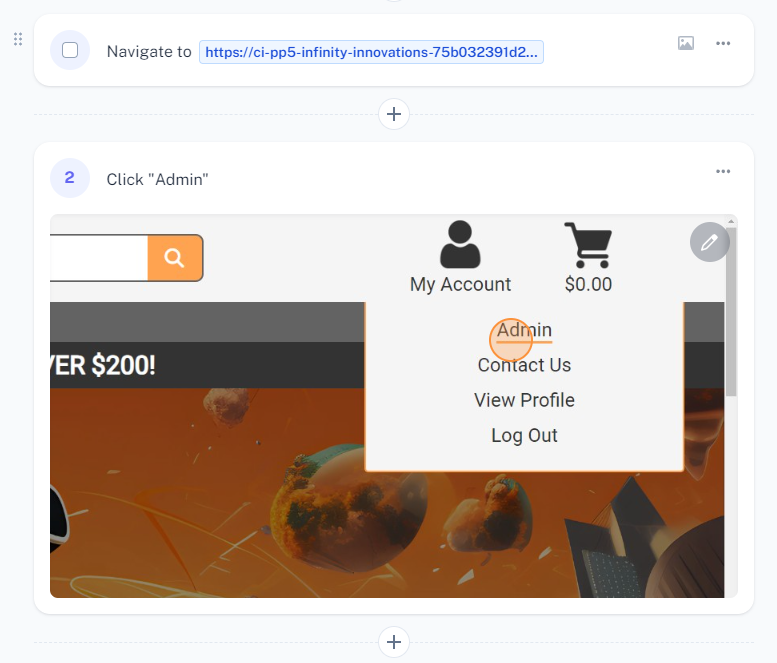 Navigate to https://ci-pp5-infinity-innovations-75b032391d2...
2 Click "Admin"
My Account $0.00
Admin
VER $200!
Contact Us
View Profile
Log Out